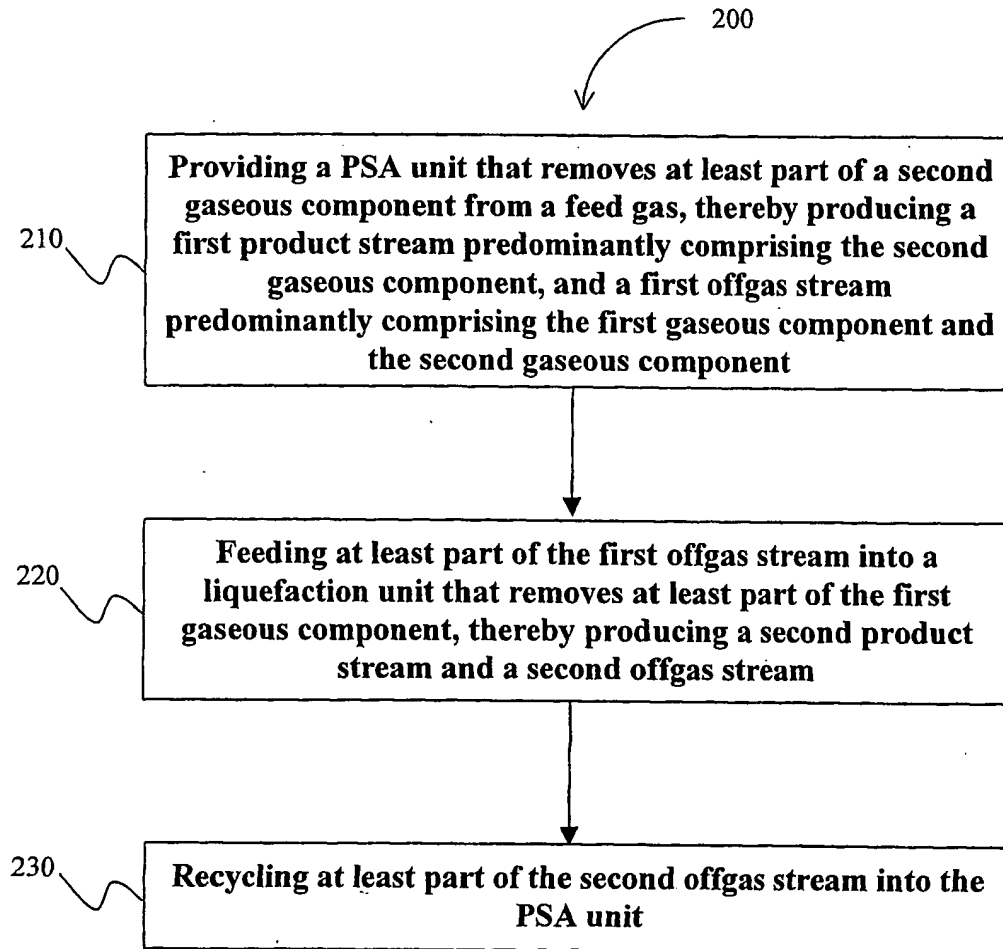 200
210
Providing a PSA unit that removes at least part of a second
gaseous component from a feed gas, thereby producing a
first product stream predominantly comprising the second
gaseous component, and a first offgas stream
predominantly comprising the first gaseous component and
the second gaseous component
220
Feeding at least part of the first offgas stream into a
liquefaction unit that removes at least part of the first
gaseous component, thereby producing a second product
stream and a second offgas stream
230
Recycling at least part of the second offgas stream into the
PSA unit